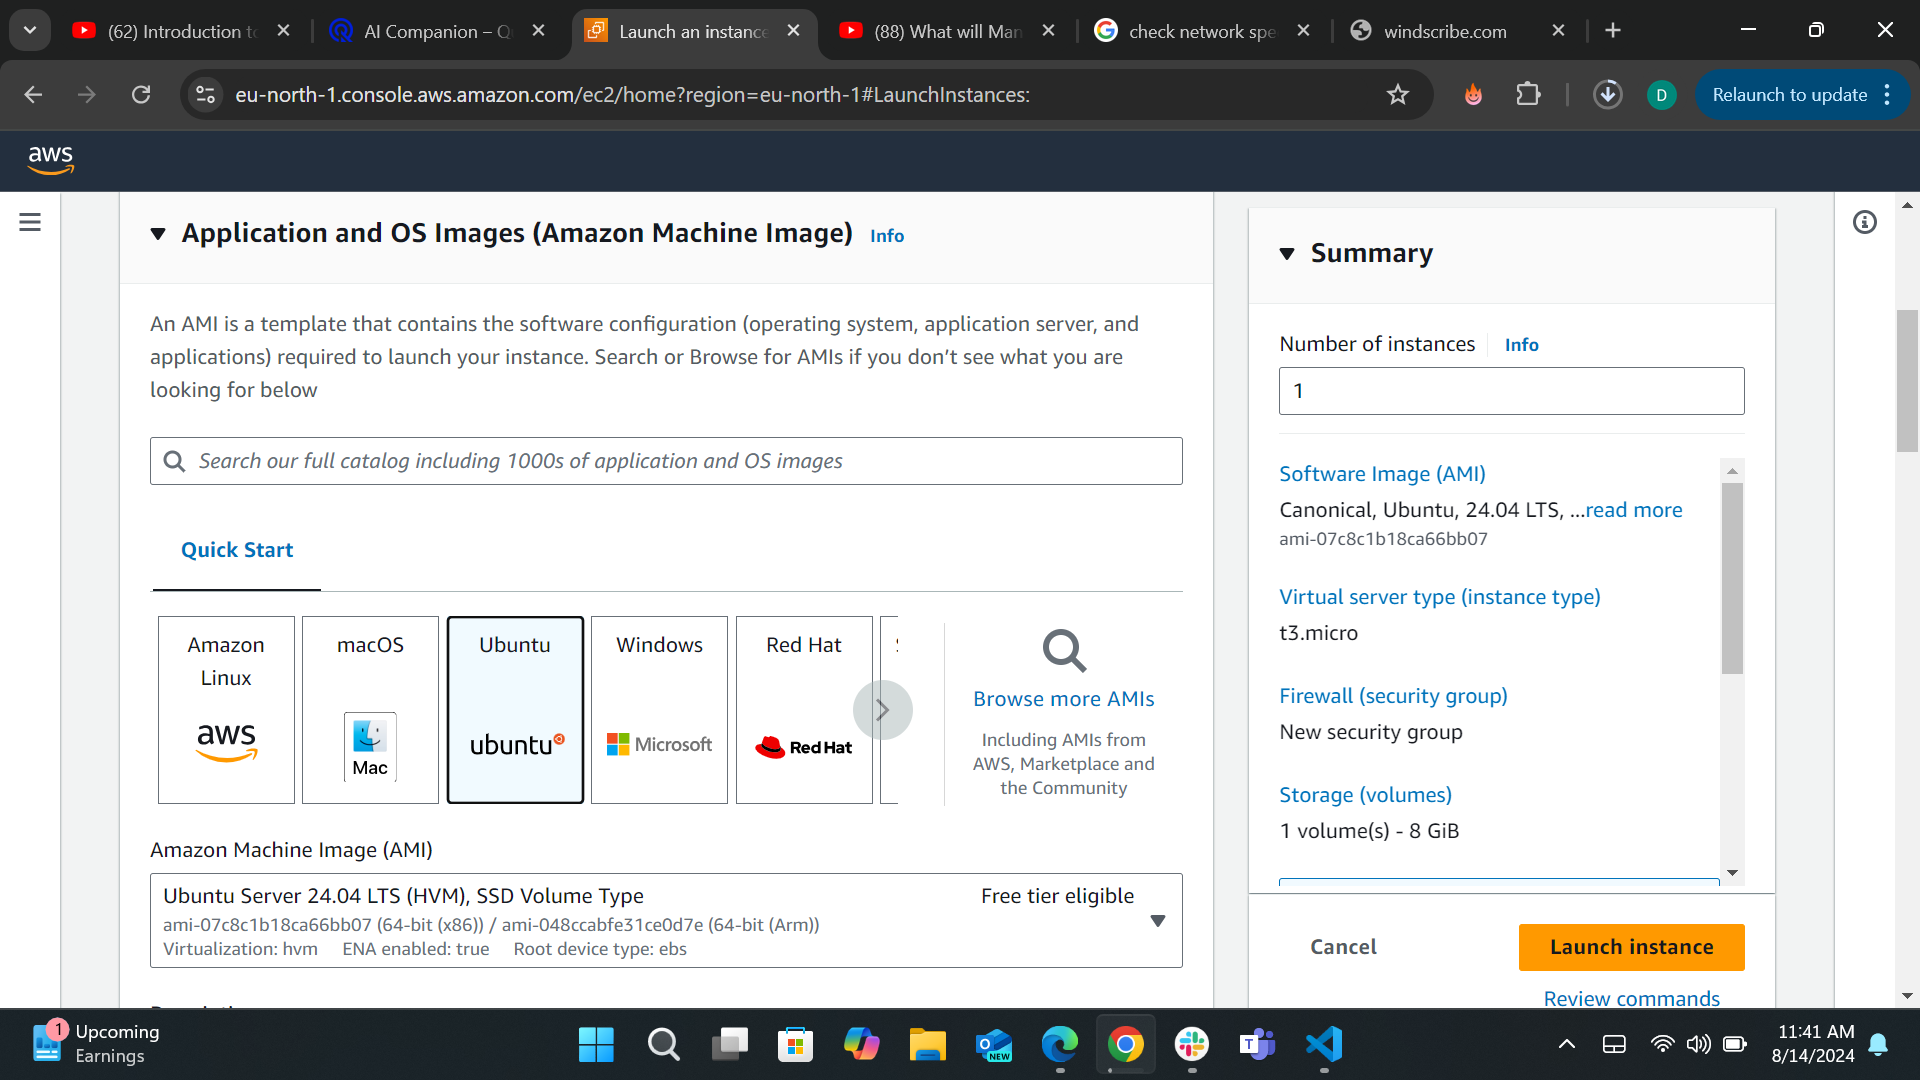 (62) Introduction to
AI Companion – Q
Launch an instance
(88) What will Man
check network spe
windscribe.com
eu-north-1.console.aws.amazon.com/ec2/home?region=eu-north-1#LaunchInstances:
D
Relaunch to update
aws
Application and OS Images (Amazon Machine Image) Info
An AMI is a template that contains the software configuration (operating system, application server, and
applications) required to launch your instance. Search or Browse for AMIs if you don’t see what you are
looking for below
Search our full catalog including 1000s of application and OS images
Quick Start
Amazon
Linux
aws
macOS
Mac
Ubuntu
ubuntu
Windows
Microsoft
Red Hat
Red Hat
Browse more AMIs
Including AMIs from
AWS, Marketplace and
the Community
Amazon Machine Image (AMI)
Ubuntu Server 24.04 LTS (HVM), SSD Volume Type
Free tier eligible
ami-07c8c1b18ca66bb07 (64-bit (x86)) / ami-048ccabfe31ce0d7e (64-bit (Arm))
Virtualization: hvm ENA enabled: true Root device type: ebs
Summary
Number of instances Info
1
Software Image (AMI)
Canonical, Ubuntu, 24.04 LTS, ...read more
ami-07c8c1b18ca66bb07
Virtual server type (instance type)
t3.micro
Firewall (security group)
New security group
Storage (volumes)
1 volume(s) - 8 GiB
Cancel
Launch instance
Review commands
1
Upcoming
Earnings
NEW
11:41 AM
8/14/2024